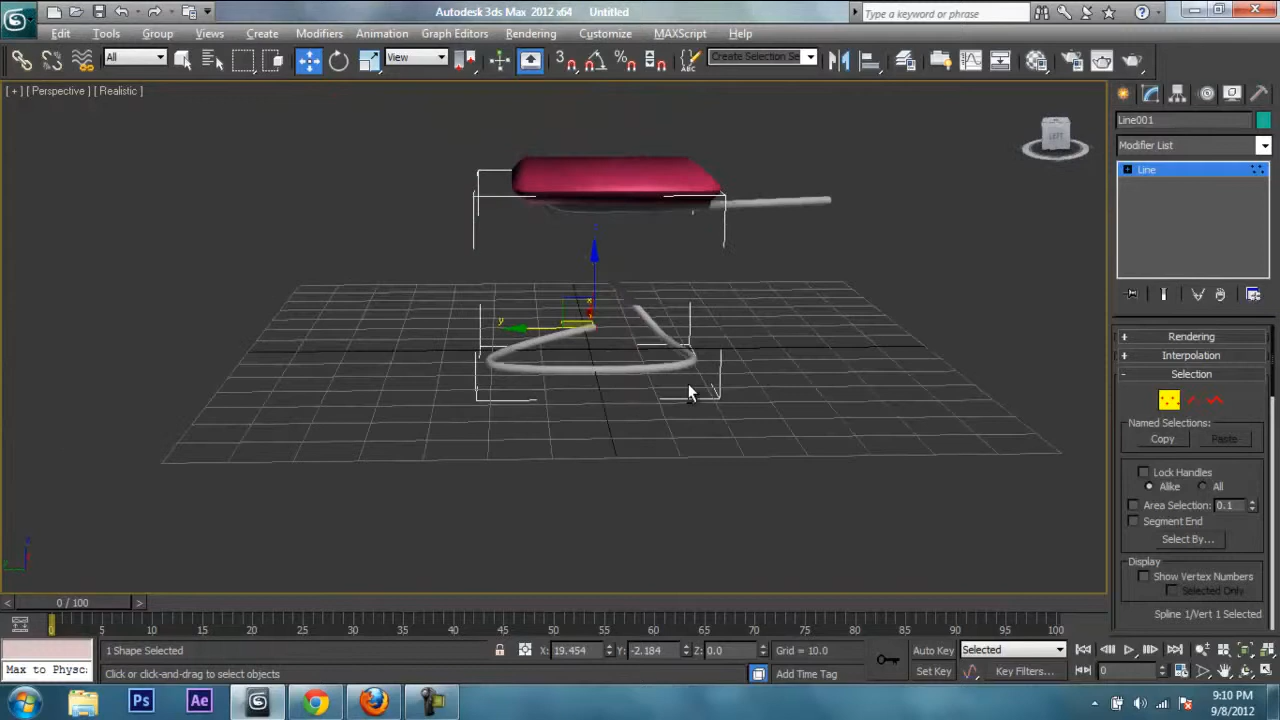 Autodesk 3ds Max 2012 x64 Untitled
Type a keyword or phrase
Edit Tools Group Views Create Modifiers Animation Graph Editors Rendering Customize MAXScript Help
All View Create Selection Se
[ + ] [ Perspective ] [ Realistic ]
LEFT
Line001
Modifier List
Line
+ Rendering
+ Interpolation
- Selection
Named Selections:
Copy Paste
Lock Handles
Alike All
Area Selection: 0.1
Segment End
Select By...
Display
Show Vertex Numbers
Selected Only
Spline 1/Vert 1 Selected
x
y
z
< 0 / 100 >
0 5 10 15 20 25 30 35 40 45 50 55 60 65 70 75 80 85 90 95 100
1 Shape Selected X: 19.454 Y: -2.184 Z: 0.0 Grid = 10.0 Auto Key Selected
Max to Physc: Click or click-and-drag to select objects Add Time Tag Set Key Key Filters... 0
Ps Ae
9:10 PM
9/8/2012